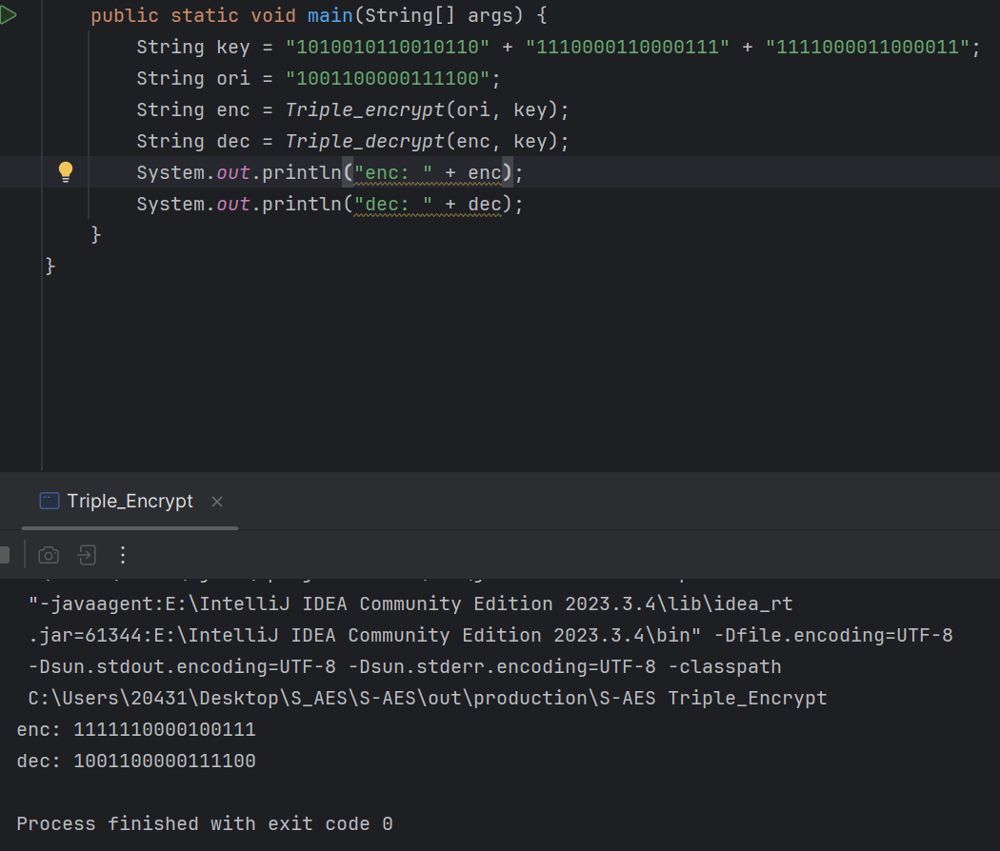 public static void main(String[] args) {
String key = "1010010110010110" + "1110000110000111" + "1111000011000011";
String ori = "1001100000111100";
String enc = Triple_encrypt(ori, key);
String dec = Triple_decrypt(enc, key);
System.out.println("enc: " + enc);
System.out.println("dec: " + dec);
}
}
Triple_Encrypt
"-javaagent:E:\IntelliJ IDEA Community Edition 2023.3.4\lib\idea_rt
.jar=61344:E:\IntelliJ IDEA Community Edition 2023.3.4\bin" -Dfile.encoding=UTF-8
-Dsun.stdout.encoding=UTF-8 -Dsun.stderr.encoding=UTF-8 -classpath
C:\Users\20431\Desktop\S_AES\S-AES\out\production\S-AES Triple_Encrypt
enc: 1111110000100111
dec: 1001100000111100
Process finished with exit code 0